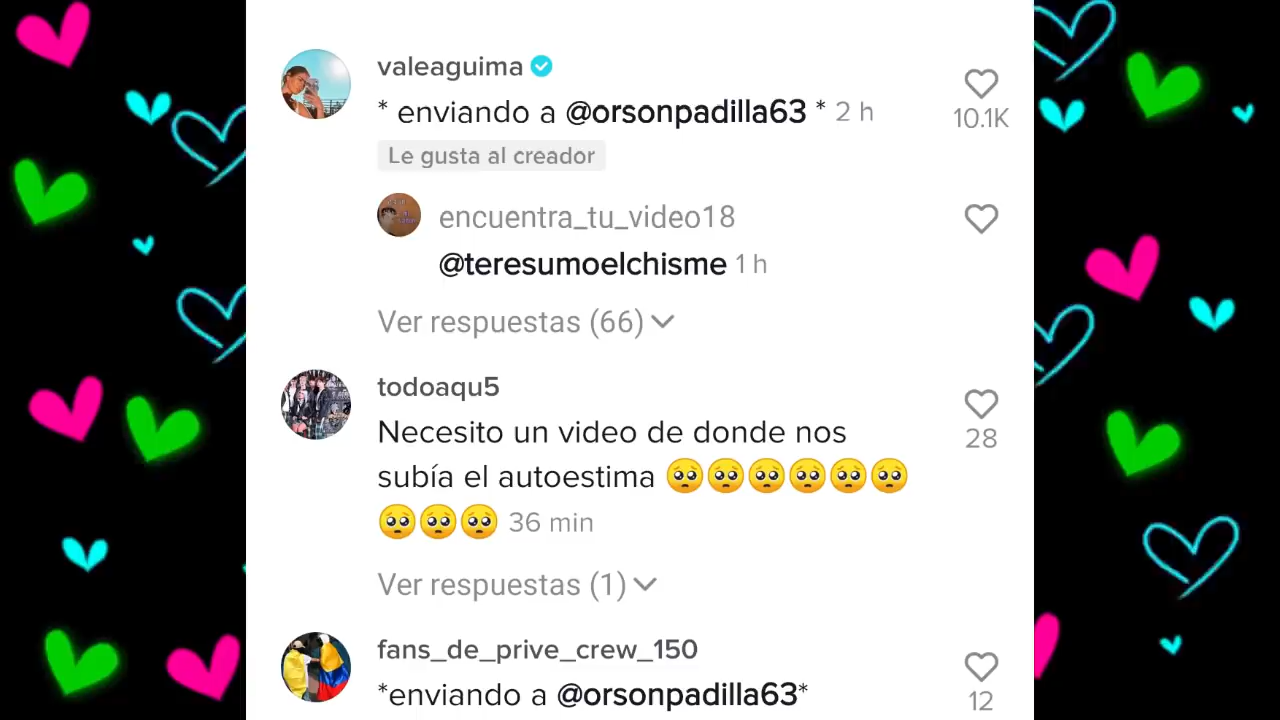 valeaguima
* enviando a @orsonpadilla63 * 2 h
10.1K
Le gusta al creador
encuentra_tu_video18
@teresumoelchisme 1 h
Ver respuestas (66)
todoaqu5
Necesito un video de donde nos
subía el autoestima 🥺🥺🥺🥺🥺🥺
28
🥺🥺🥺 36 min
Ver respuestas (1)
fans_de_prive_crew_150
*enviando a @orsonpadilla63*
12